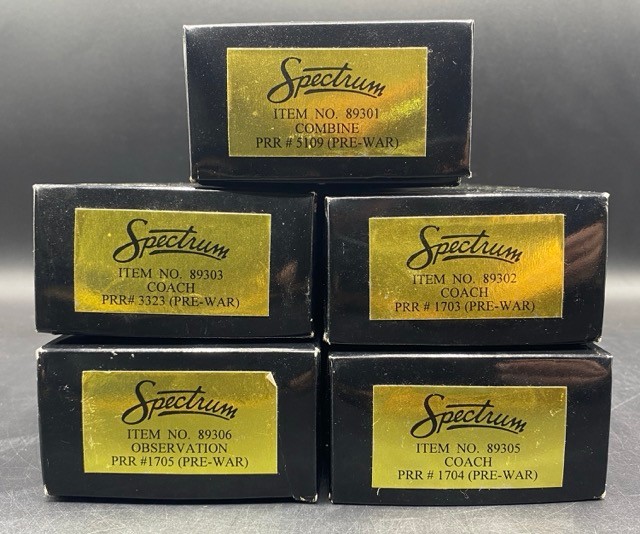 Spectrum
ITEM NO. 89301
COMBINE
PRR # 5109 (PRE-WAR)
Spectrum
ITEM NO. 89303
COACH
PRR# 3323 (PRE-WAR)
Spectrum
ITEM NO. 89302
COACH
PRR # 1703 (PRE-WAR)
Spectrum
ITEM NO. 89306
OBSERVATION
PRR #1705 (PRE-WAR)
Spectrum
ITEM NO. 89305
COACH
PRR # 1704 (PRE-WAR)